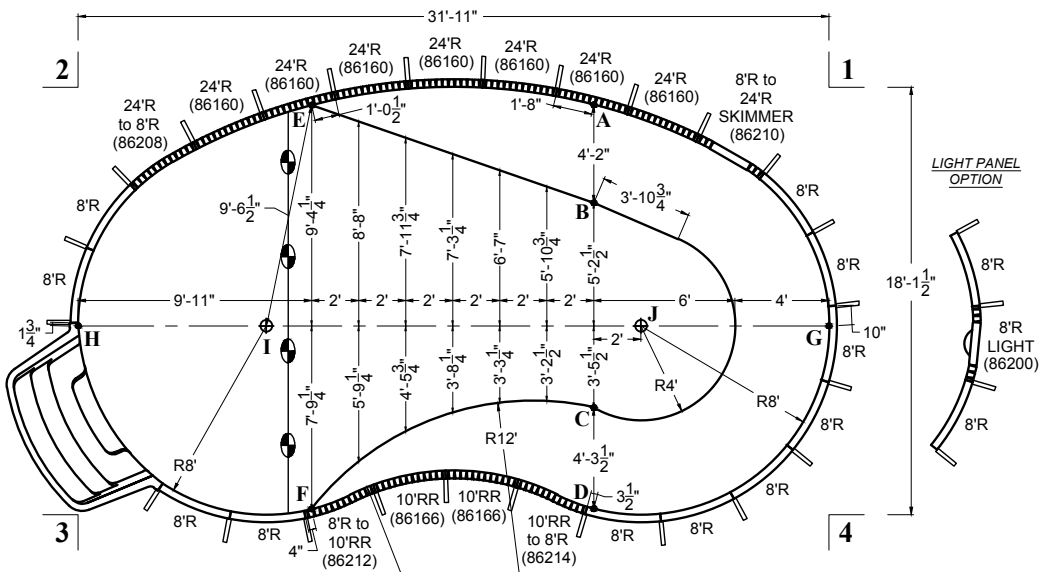 31'-11"
2
1
24'R
(86160)
24'R
(86160)
24'R
(86160)
24'R
(86160)
24'R
(86160)
24'R
(86160)
24'R
(86160)
24'R
(86160)
24'R
to 8'R
(86208)
8'R to
24'R
SKIMMER
(86210)
1'-0 1/2"
1'-8"
E
A
4'-2"
3'-10 3/4"
B
LIGHT PANEL
OPTION
8'R
8'R
8'R
8'R
9'-6 1/2"
9'-4 1/4"
8'-8"
7'-11 3/4"
7'-3 1/4"
6'-7"
5'-10 3/4"
5'-2 1/2"
18'-1 1/2"
9'-11"
2'
2'
2'
2'
2'
2'
6'
4'
1 3/4"
H
I
J
G
10"
2'
8'R
8'R
8'R
LIGHT
(86200)
8'R
7'-9 1/4"
5'-9 1/4"
4'-5 3/4"
3'-8 1/4"
3'-3 1/4"
3'-2 1/2"
3'-5 1/2"
R4'
R8'
8'R
C
R12'
4'-3 1/2"
R8'
8'R
F
D
3 1/2"
10'RR
(86166)
10'RR
(86166)
3
8'R
8'R
4"
8'R to
10'RR
(86212)
10'RR
to 8'R
(86214)
8'R
8'R
4